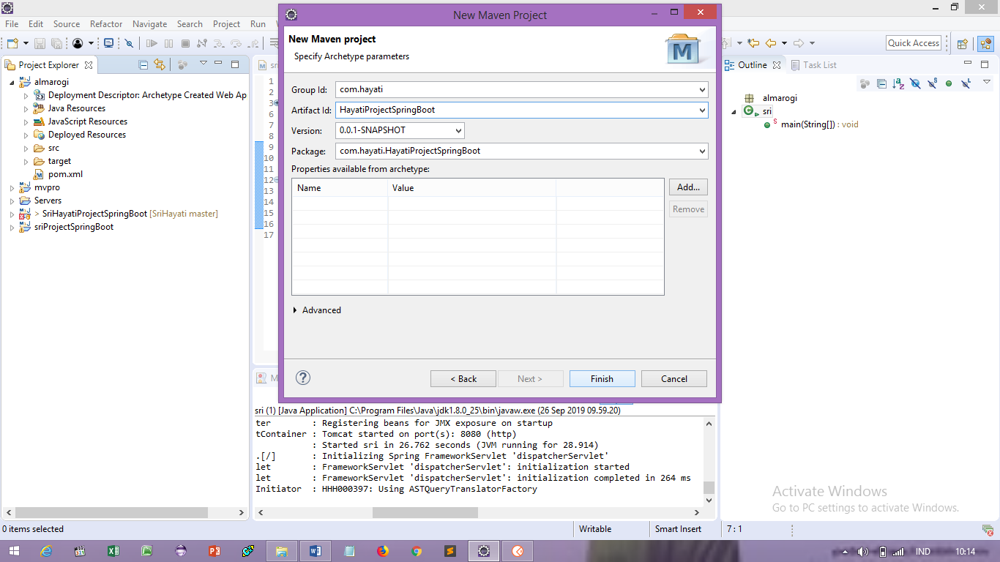 New Maven Project
File Edit Source Refactor Navigate Search Project Run
Quick Access
Project Explorer
almarogi
Deployment Descriptor: Archetype Created Web Ap
Java Resources
JavaScript Resources
Deployed Resources
src
target
pom.xml
mvpro
Servers
> SriHayatiProjectSpringBoot [SriHayati master]
sriProjectSpringBoot
sri
1
2
3
6
7
8
9
10
11
12
13
14
15
16
17
New Maven project
Specify Archetype parameters
M
Group Id: com.hayati
Artifact Id: HayatiProjectSpringBoot
Version: 0.0.1-SNAPSHOT
Package: com.hayati.HayatiProjectSpringBoot
Properties available from archetype:
Name Value
Add...
Remove
Advanced
< Back Next > Finish Cancel
Outline Task List
almarogi
sri
main(String[]) : void
M
sri (1) [Java Application] C:\Program Files\Java\jdk1.8.0_25\bin\javaw.exe (26 Sep 2019 09.59.20)
ter : Registering beans for JMX exposure on startup
tContainer : Tomcat started on port(s): 8080 (http)
: Started sri in 26.762 seconds (JVM running for 28.914)
.[/] : Initializing Spring FrameworkServlet 'dispatcherServlet'
let : FrameworkServlet 'dispatcherServlet': initialization started
let : FrameworkServlet 'dispatcherServlet': initialization completed in 264 ms
Initiator : HHH000397: Using ASTQueryTranslatorFactory
Activate Windows
Go to PC settings to activate Windows.
0 items selected Writable Smart Insert 7 : 1
IND 10:14